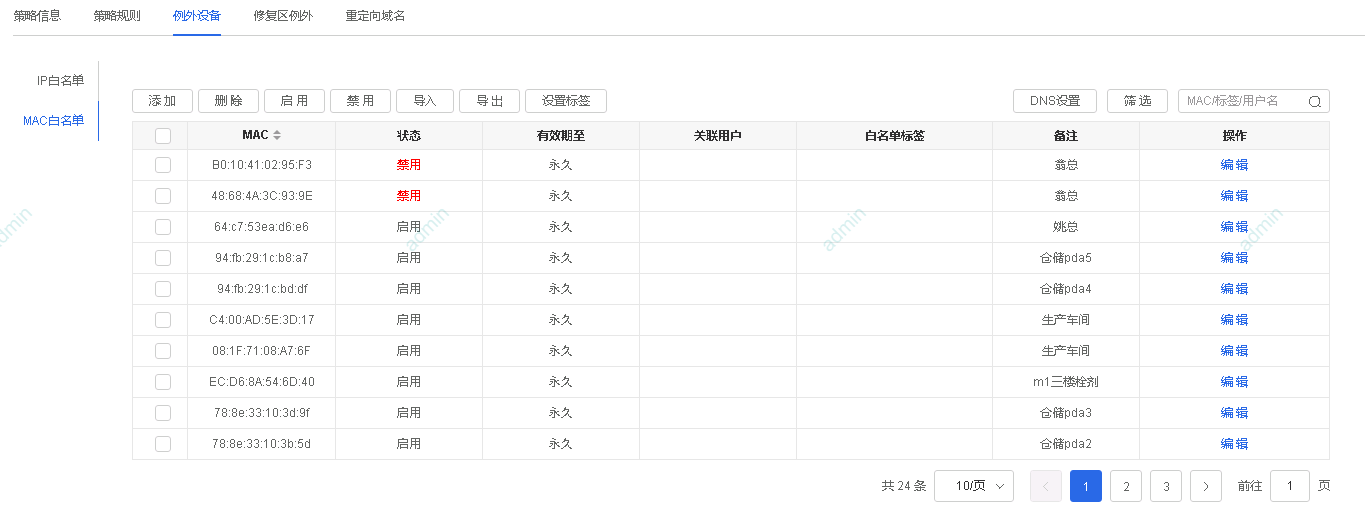 策略信息 策略规则 例外设备 修复区例外 重定向域名
IP白名单
MAC白名单
添加 删除 启用 禁用 导入 导出 设置标签 DNS设置 筛选 MAC/标签/用户名
MAC 状态 有效期至 关联用户 白名单标签 备注 操作
B0:10:41:02:95:F3 禁用 永久 翁总 编辑
48:68:4A:3C:93:9E 禁用 永久 翁总 编辑
64:c7:53ea:d6:e6 启用 永久 姚总 编辑
94:fb:29:1c:b8:a7 启用 永久 仓储pda5 编辑
94:fb:29:1c:bd:df 启用 永久 仓储pda4 编辑
C4:00:AD:5E:3D:17 启用 永久 生产车间 编辑
08:1F:71:08:A7:6F 启用 永久 生产车间 编辑
EC:D6:8A:54:6D:40 启用 永久 m1三楼栓剂 编辑
78:8e:33:10:3d:9f 启用 永久 仓储pda3 编辑
78:8e:33:10:3b:5d 启用 永久 仓储pda2 编辑
共 24 条 10/页 1 2 3 前往 1 页
admin
admin
admin
admin